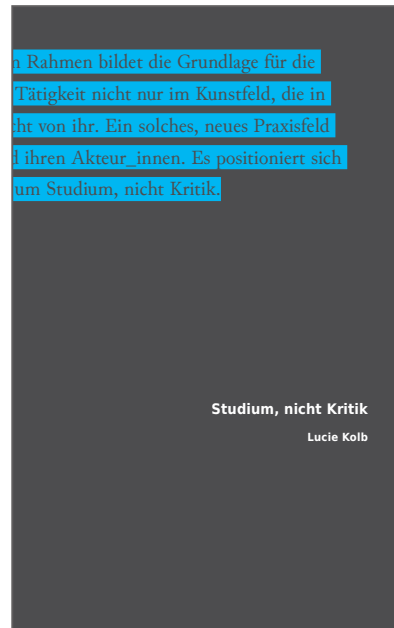 n Rahmen bildet die Grundlage für die
Tätigkeit nicht nur im Kunstfeld, die in
ht von ihr. Ein solches, neues Praxisfeld
d ihren Akteur_innen. Es positioniert sich
um Studium, nicht Kritik.
Studium, nicht Kritik
Lucie Kolb